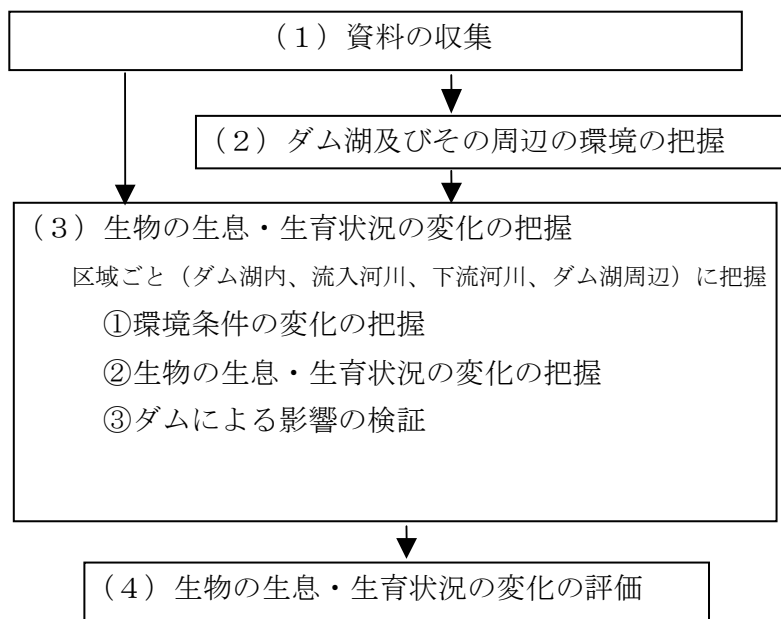 （１）資料の収集
（２）ダム湖及びその周辺の環境の把握
（３）生物の生息・生育状況の変化の把握
区域ごと（ダム湖内、流入河川、下流河川、ダム湖周辺）に把握
①環境条件の変化の把握
②生物の生息・生育状況の変化の把握
③ダムによる影響の検証
（４）生物の生息・生育状況の変化の評価